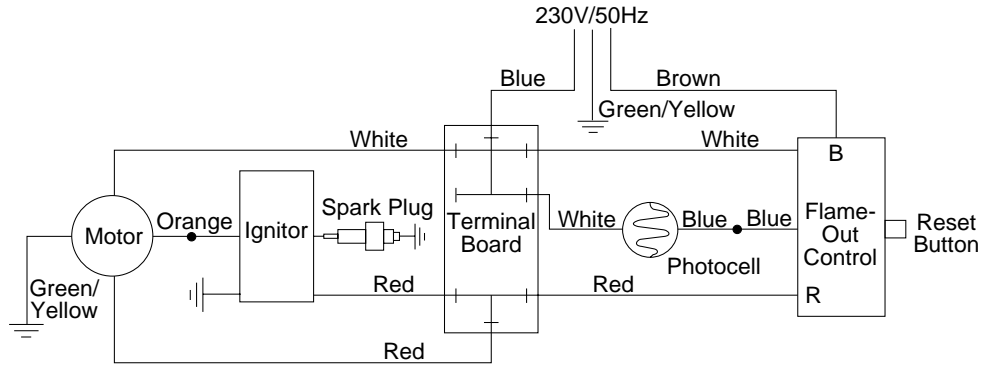 230V/50Hz
Blue
Brown
Green/Yellow
White
White
B
Orange
Spark Plug
Motor
Ignitor
Terminal
Board
White
Blue
Blue
Flame-
Out
Control
Reset
Button
Photocell
Green/
Yellow
Red
Red
R
Red